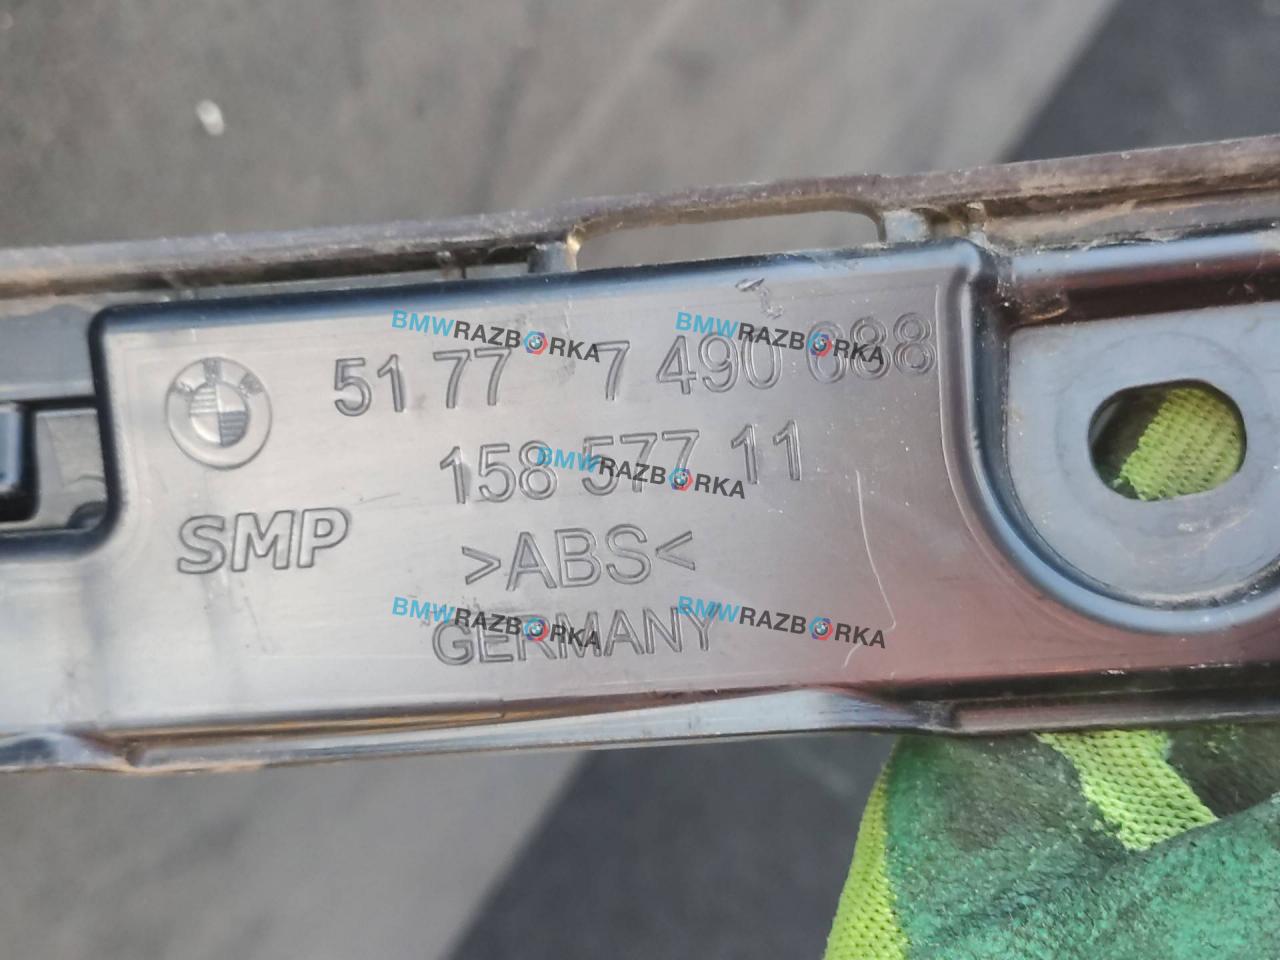 BMWRAZBORKA BMWRAZBORKA
51 77 7 490 688
158 577 11
BMWRAZBORKA
SMP
>ABS<
BMWRAZBORKA BMWRAZBORKA
GERMANY